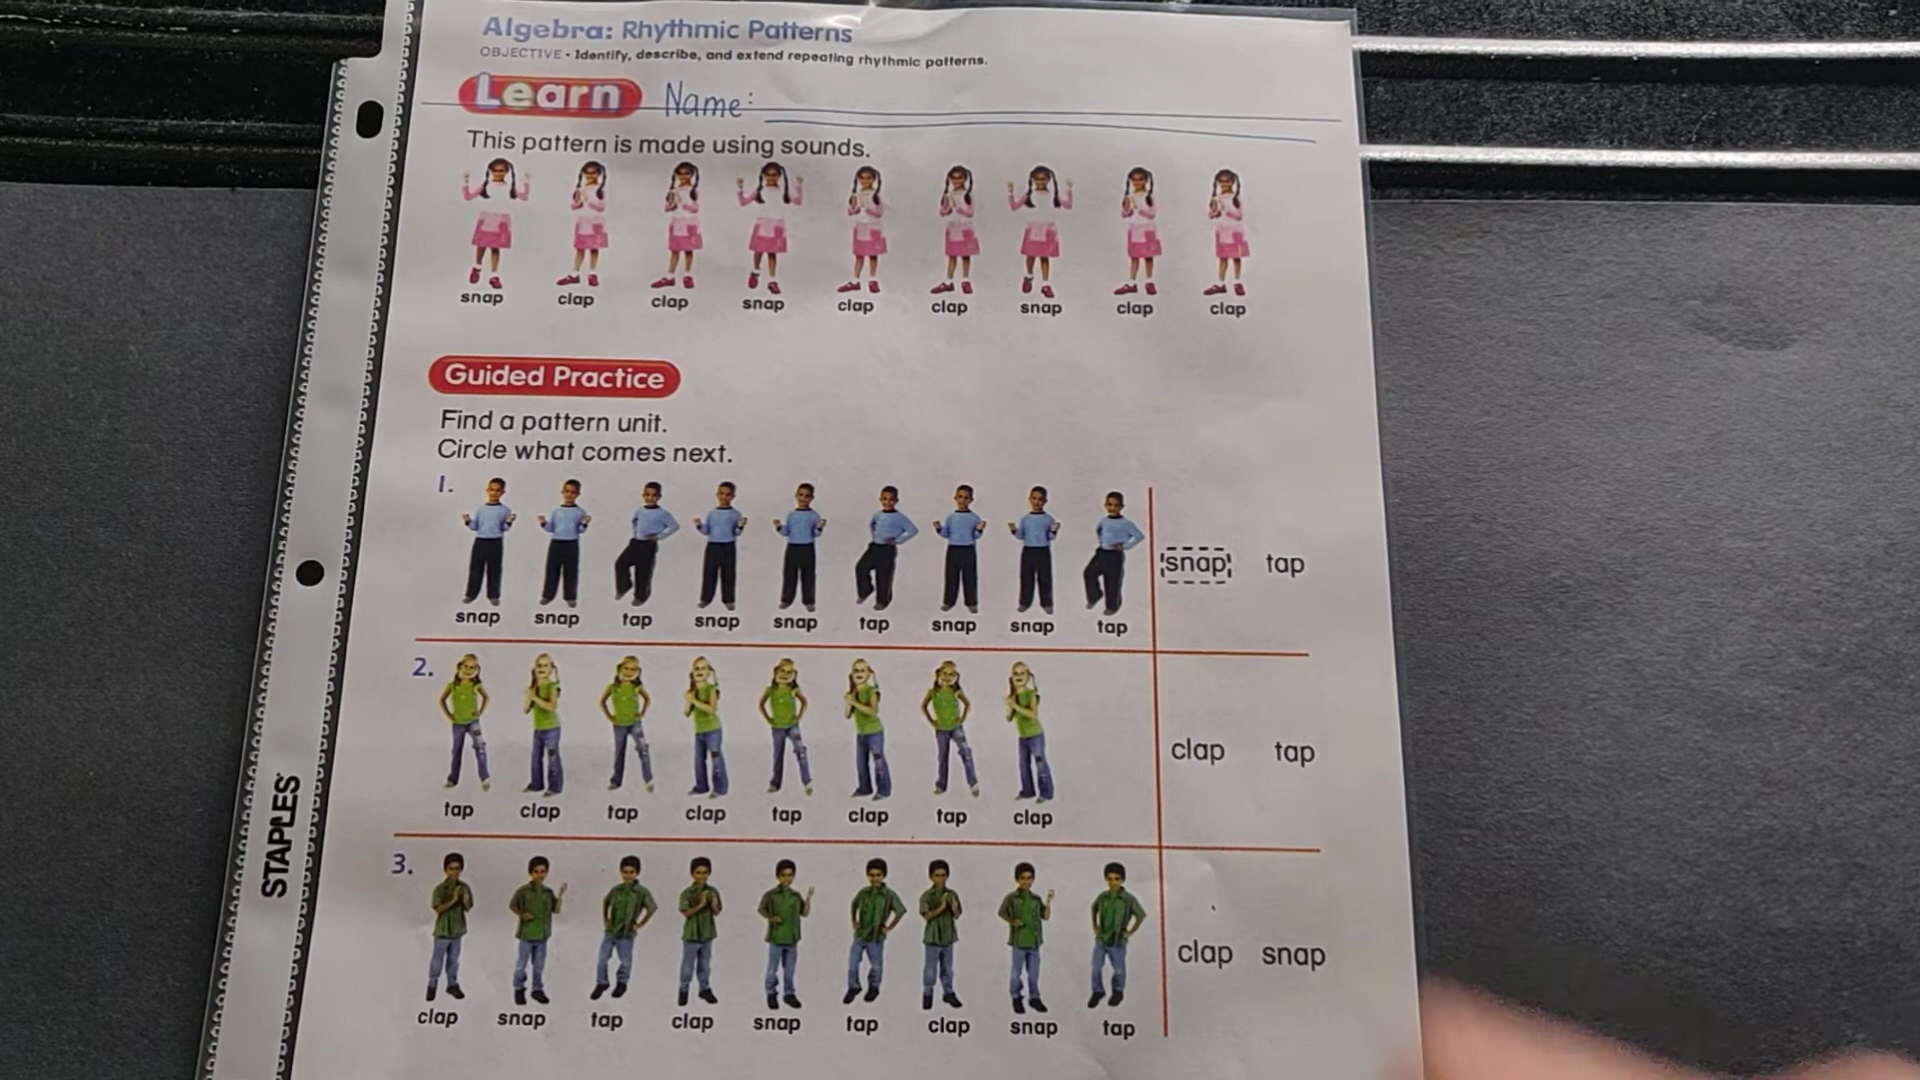 Algebra: Rhythmic Patterns
OBJECTIVE • Identify, describe, and extend repeating rhythmic patterns.
Learn Name:
This pattern is made using sounds.
snap clap clap snap clap clap snap clap clap
Guided Practice
Find a pattern unit.
Circle what comes next.
1.
snap tap
snap snap tap snap snap tap snap snap tap
2.
clap tap
tap clap tap clap tap clap tap clap
3.
clap snap
clap snap tap clap snap tap clap snap tap
STAPLES